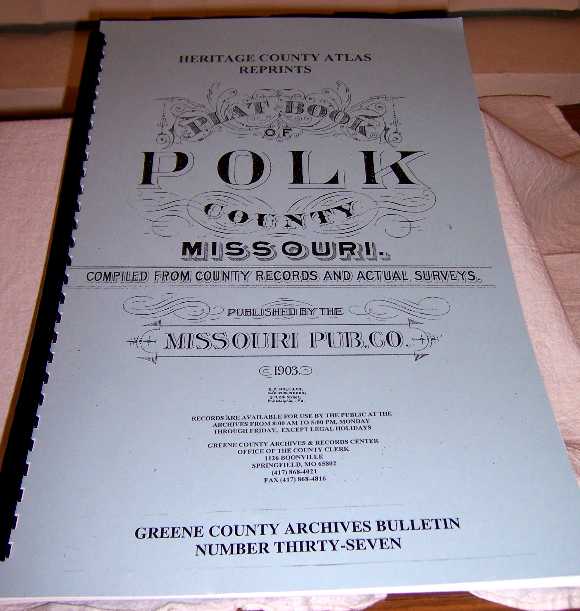 HERITAGE COUNTY ATLAS
REPRINTS
PLAT BOOK
OF
POLK
COUNTY
MISSOURI.
COMPILED FROM COUNTY RECORDS AND ACTUAL SURVEYS.
PUBLISHED BY THE
MISSOURI PUB. CO.
1903.
RECORDS ARE AVAILABLE FOR USE BY THE PUBLIC AT THE
ARCHIVES FROM 8:00 AM TO 5:00 PM, MONDAY
THROUGH FRIDAY, EXCEPT LEGAL HOLIDAYS
GREENE COUNTY ARCHIVES & RECORDS CENTER
OFFICE OF THE COUNTY CLERK
1126 BOONVILLE
SPRINGFIELD, MO 65802
(417) 868-4021
FAX (417) 868-4816
GREENE COUNTY ARCHIVES BULLETIN
NUMBER THIRTY-SEVEN